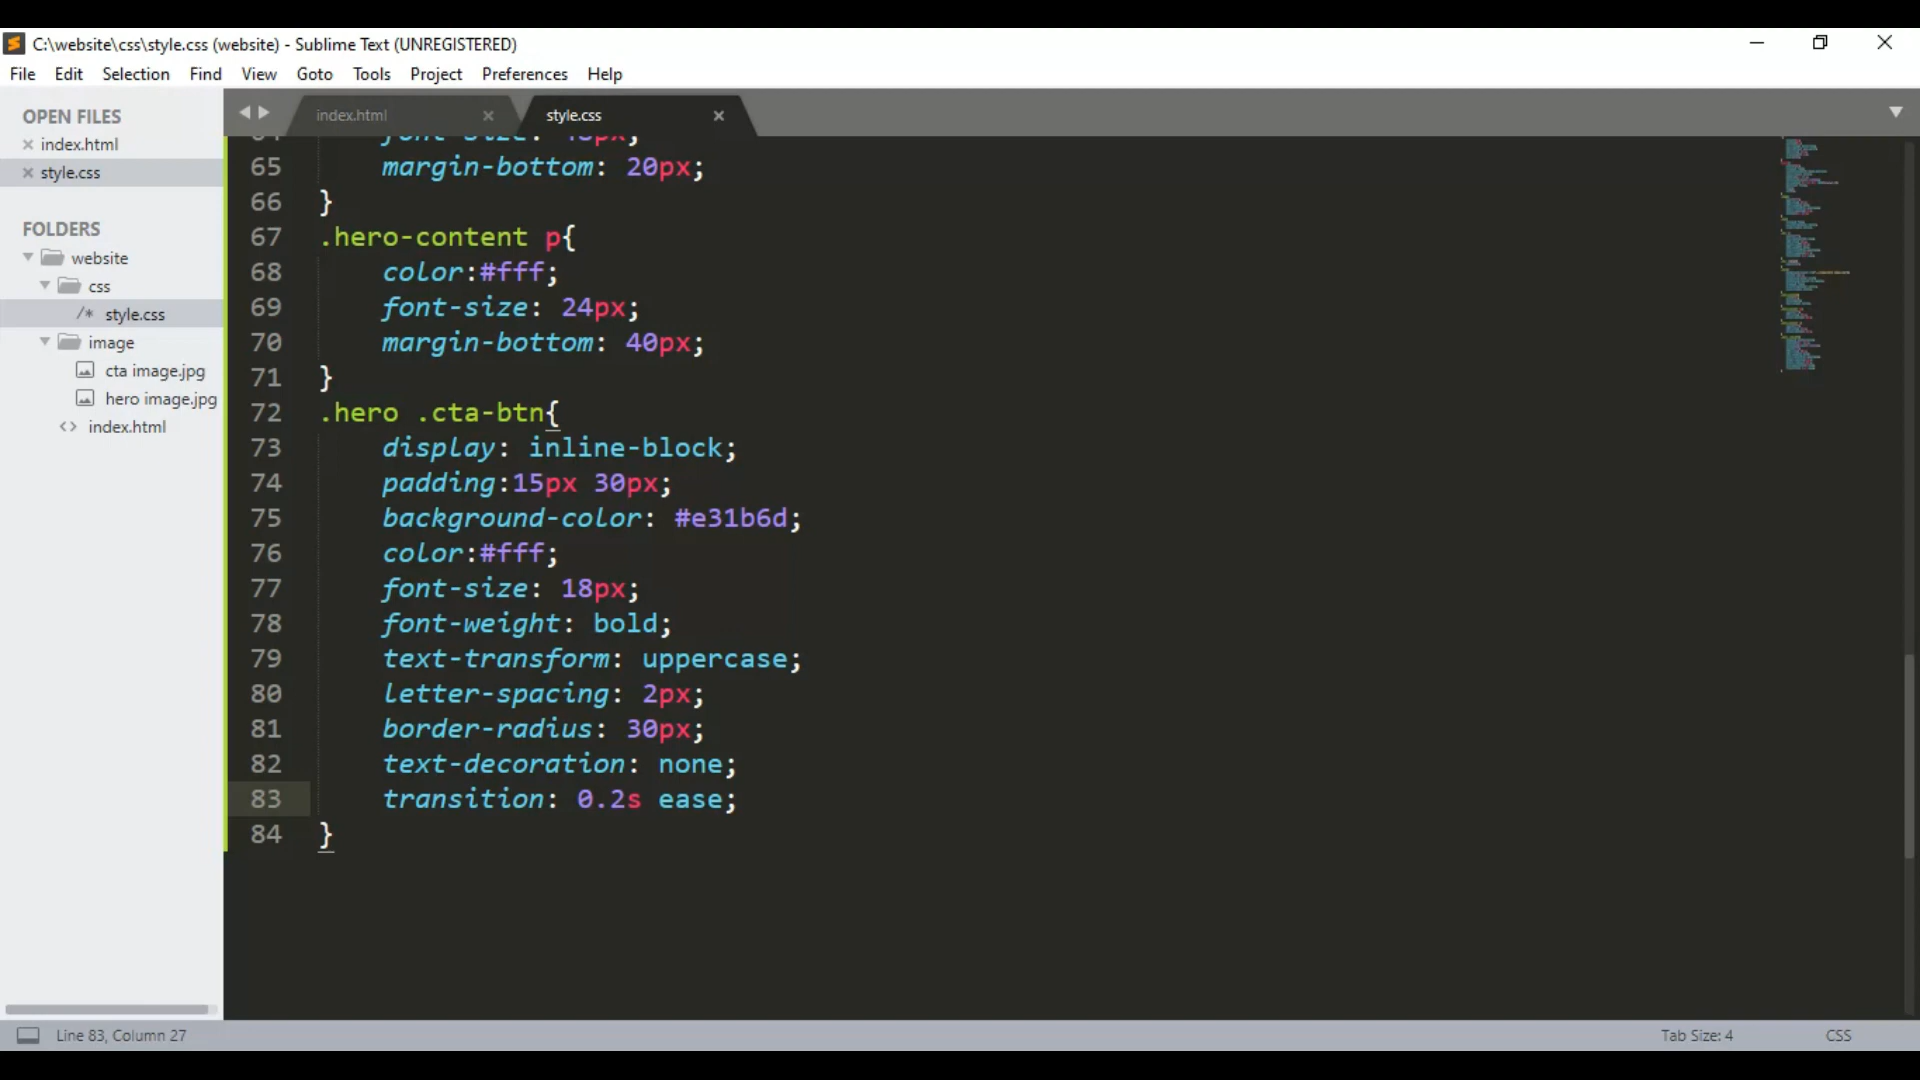 C:\website\css\style.css (website) - Sublime Text (UNREGISTERED)
File Edit Selection Find View Goto Tools Project Preferences Help
OPEN FILES
index.html
style.css
FOLDERS
website
css
/* style.css
image
cta image.jpg
hero image.jpg
<> index.html
index.html style.css
65 margin-bottom: 20px;
66 }
67 .hero-content p{
68 color:#fff;
69 font-size: 24px;
70 margin-bottom: 40px;
71 }
72 .hero .cta-btn{
73 display: inline-block;
74 padding:15px 30px;
75 background-color: #e31b6d;
76 color:#fff;
77 font-size: 18px;
78 font-weight: bold;
79 text-transform: uppercase;
80 letter-spacing: 2px;
81 border-radius: 30px;
82 text-decoration: none;
83 transition: 0.2s ease;
84 }
Line 83, Column 27
Tab Size: 4
CSS